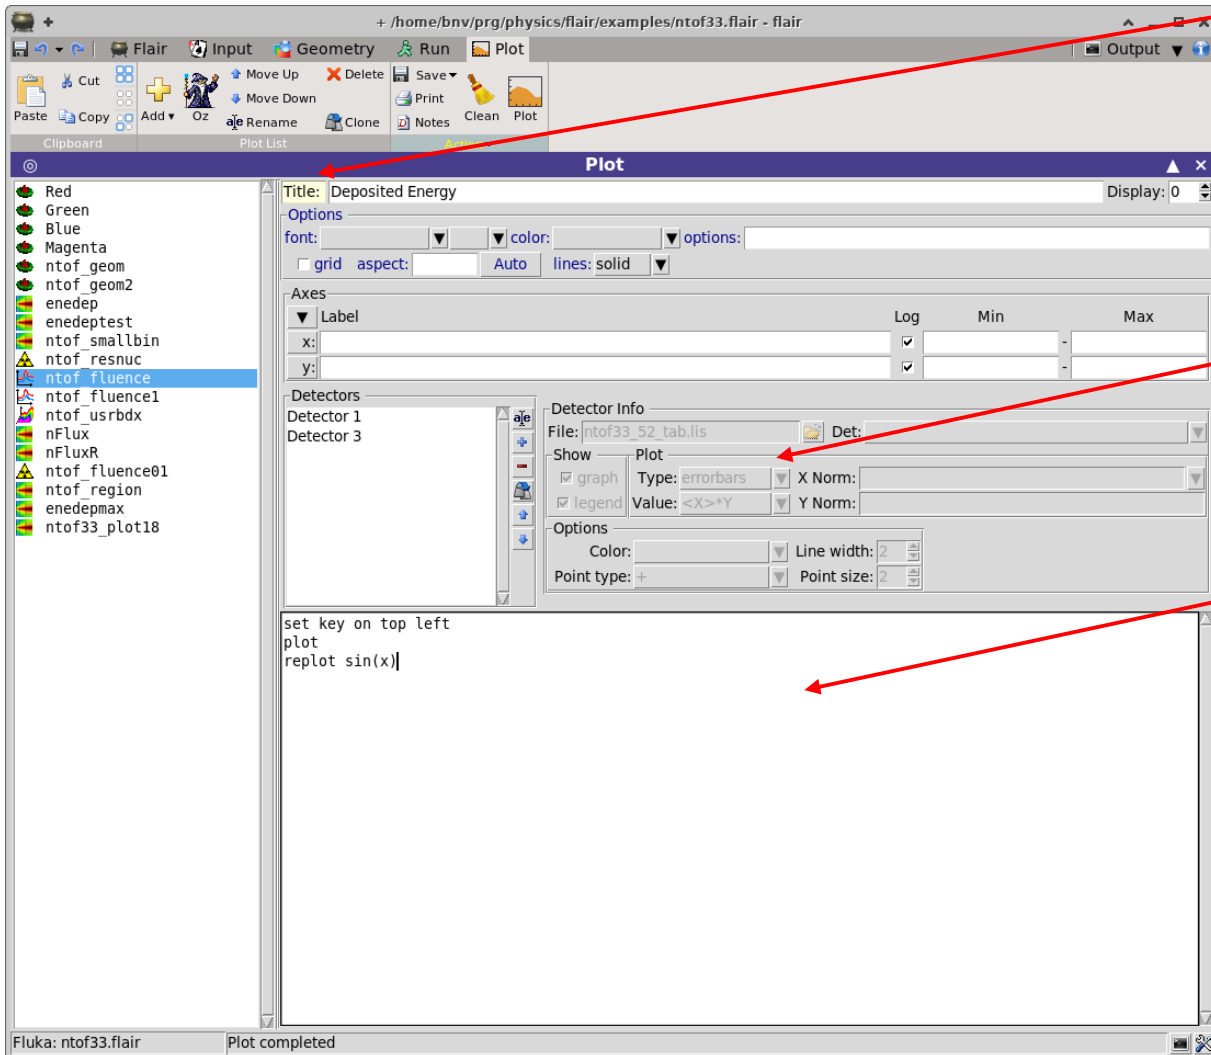 + /home/bnv/prg/physics/flair/examples/ntof33.flair - flair
Flair Input Geometry Run Plot Output
Paste Cut Copy Add Oz Move Up Move Down Rename Delete Clone Save Print Notes Clean Plot
Clipboard Plot List
Plot
Red
Green
Blue
Magenta
ntof_geom
ntof_geom2
enedep
enedeptest
ntof_smallbin
ntof_resnuc
ntof_fluence
ntof_fluence1
ntof_usrbdx
nFlux
nFluxR
ntof_fluence01
ntof_region
enedepmax
ntof33_plot18
Title: Deposited Energy Display: 0
Options
font: color: options:
grid aspect: Auto lines: solid
Axes
Label Log Min Max
x: -
y: -
Detectors
Detector 1
Detector 3
Detector Info
File: ntof33_52_tab.lis Det:
Show Plot
graph Type: errorbars X Norm:
legend Value: <X>*Y Y Norm:
Options
Color: Line width: 2
Point type: + Point size: 2
set key on top left
plot
replot sin(x)
Fluka: ntof33.flair Plot completed